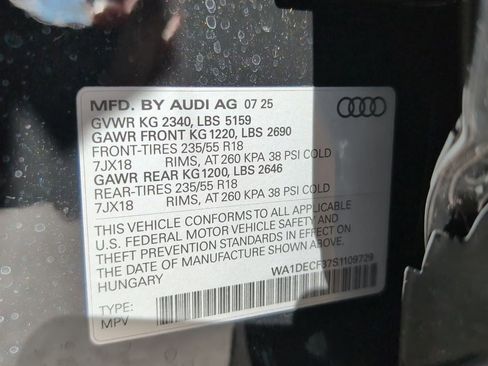 MFD. BY AUDI AG 07 25
GVWR KG 2340, LBS 5159
GAWR FRONT KG 1220, LBS 2690
FRONT-TIRES 235/55 R18
7JX18 RIMS, AT 260 KPA 38 PSI COLD
GAWR REAR KG1200, LBS 2646
REAR-TIRES 235/55 R18
7JX18 RIMS, AT 260 KPA 38 PSI COLD
THIS VEHICLE CONFORMS TO ALL APPLICABLE
U.S. FEDERAL MOTOR VEHICLE SAFETY AND
THEFT PREVENTION STANDARDS IN EFFECT ON
THE DATE OF MANUFACTURE SHOWN ABOVE.
HUNGARY
WA1DECF37S1109729
TYPE:
MPV